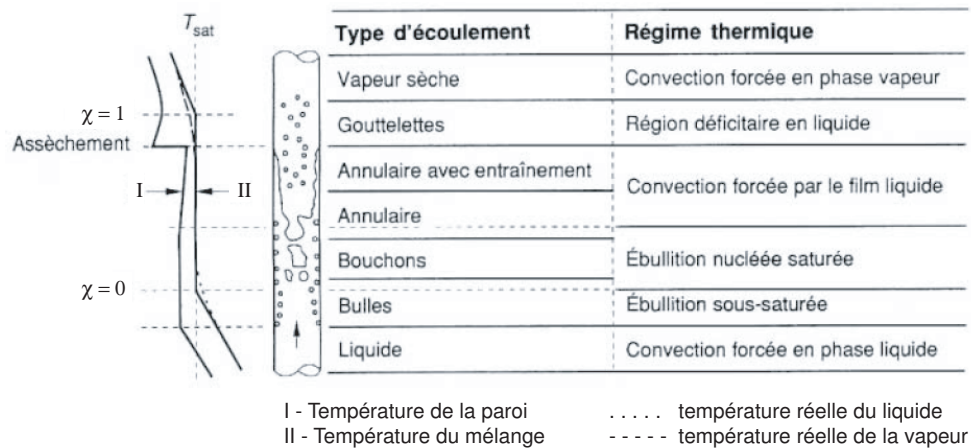 T sat
Type d'écoulement Régime thermique
Vapeur sèche Convection forcée en phase vapeur
χ = 1
Gouttelettes Région déficitaire en liquide
Assèchement
Annulaire avec entraînement
I II Convection forcée par le film liquide
Annulaire
Bouchons Ébullition nucléée saturée
χ = 0
Bulles Ébullition sous-saturée
Liquide Convection forcée en phase liquide
I - Température de la paroi ..... température réelle du liquide
II - Température du mélange ----- température réelle de la vapeur